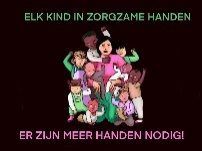 ELK KIND IN ZORGZAME HANDEN
ER ZIJN MEER HANDEN NODIG!